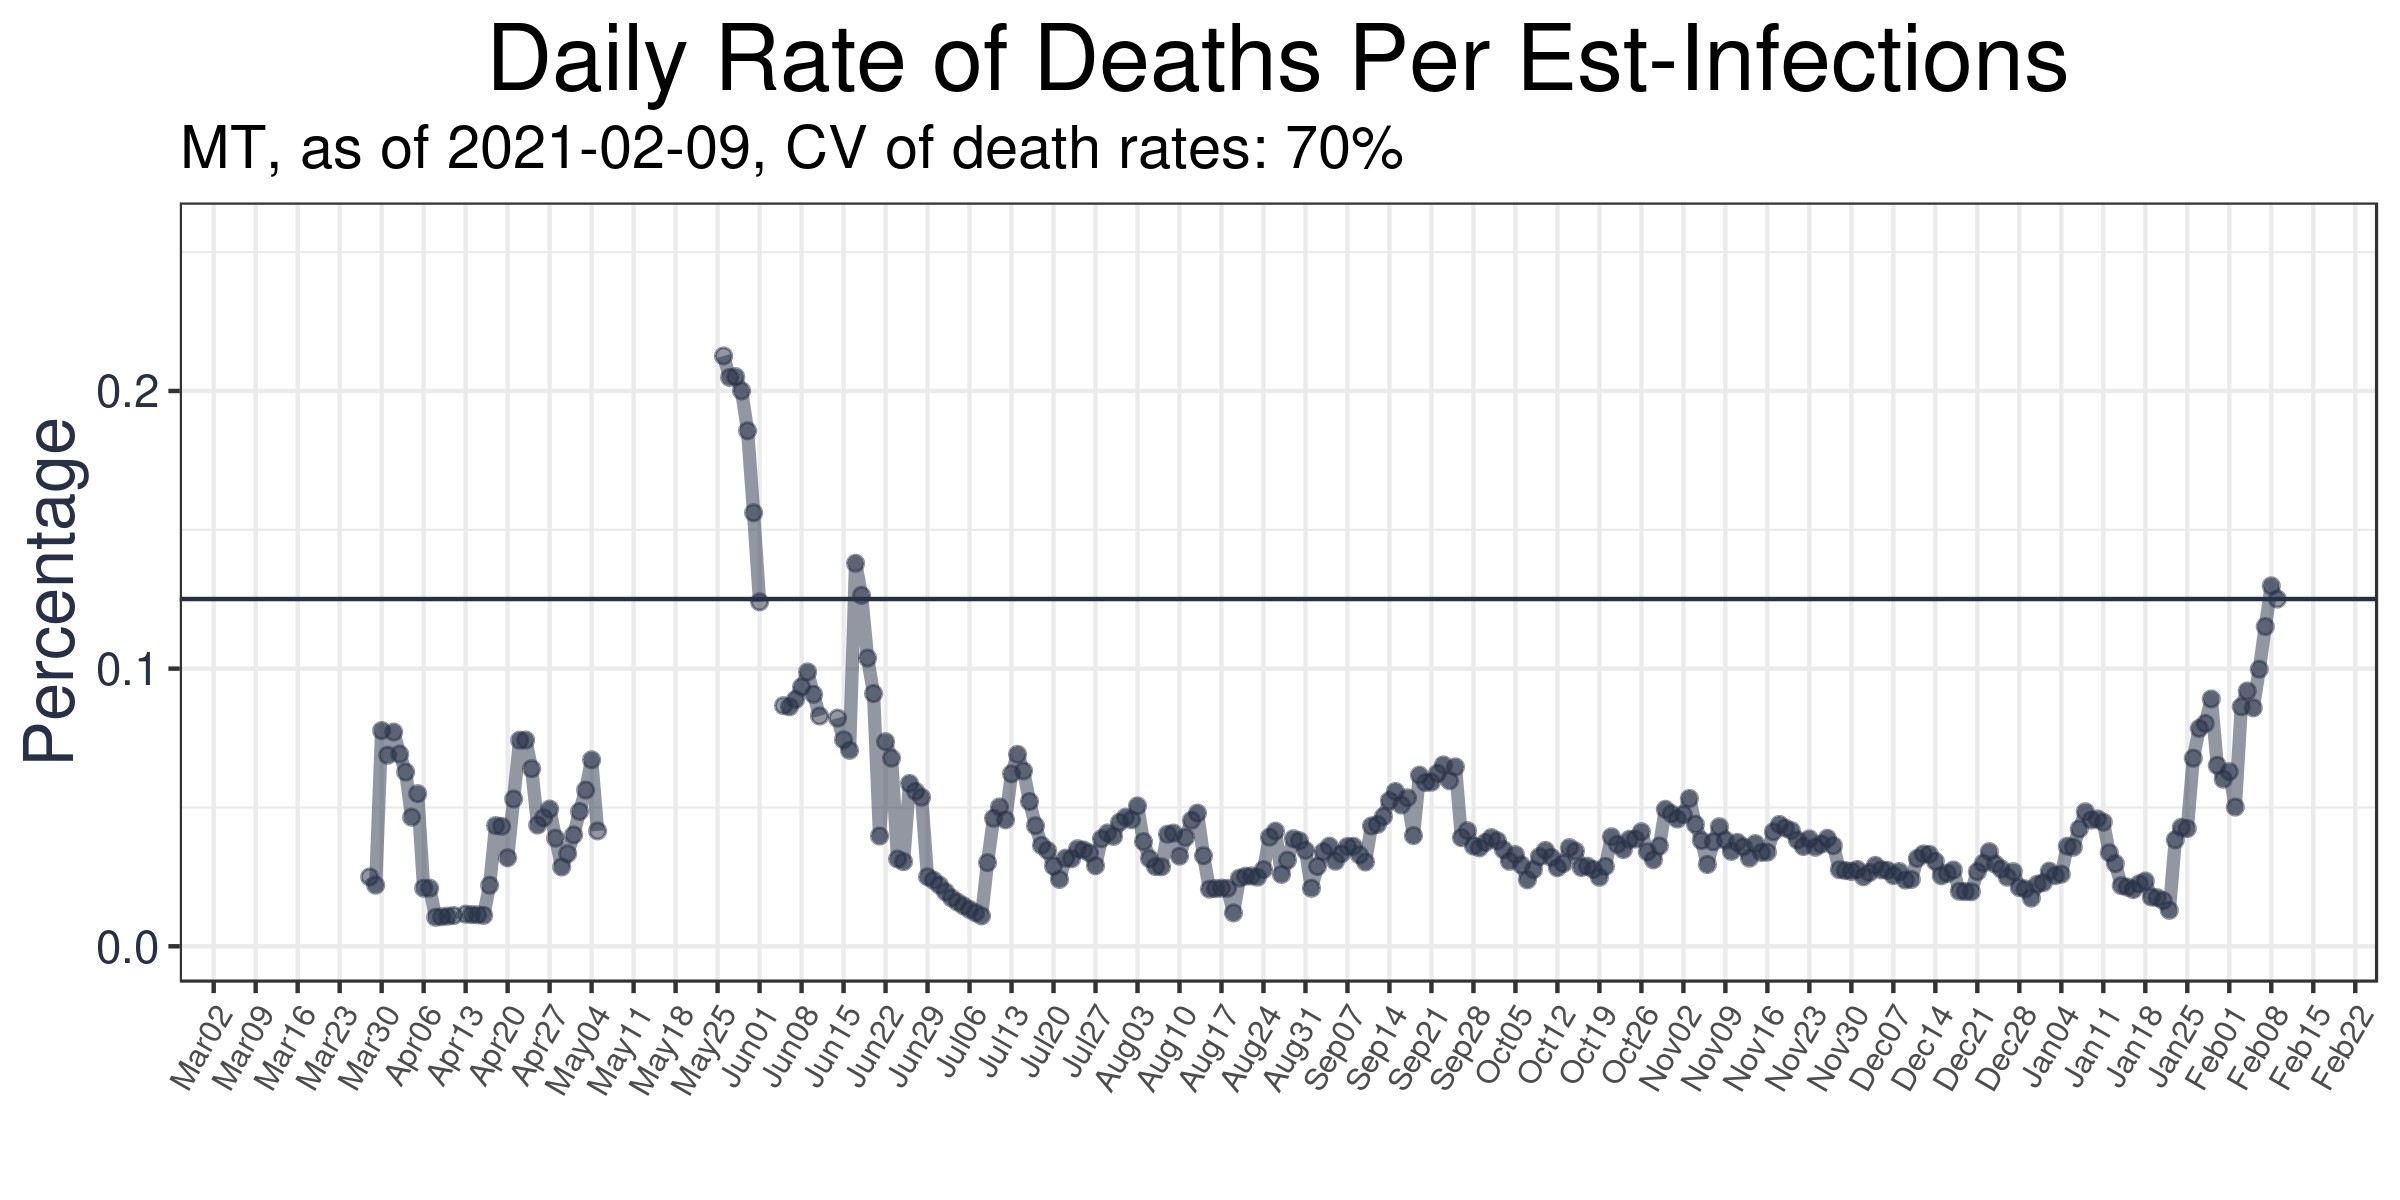 Daily Rate of Deaths Per Est-Infections
MT, as of 2021-02-09, CV of death rates: 70%
Percentage
0.2
0.1
0.0
Mar02
Mar09
Mar16
Mar23
Mar30
Apr06
Apr13
Apr20
Apr27
May04
May11
May18
May25
Jun01
Jun08
Jun15
Jun22
Jun29
Jul06
Jul13
Jul20
Jul27
Aug03
Aug10
Aug17
Aug24
Aug31
Sep07
Sep14
Sep21
Sep28
Oct05
Oct12
Oct19
Oct26
Nov02
Nov09
Nov16
Nov23
Nov30
Dec07
Dec14
Dec21
Dec28
Jan04
Jan11
Jan18
Jan25
Feb01
Feb08
Feb15
Feb22